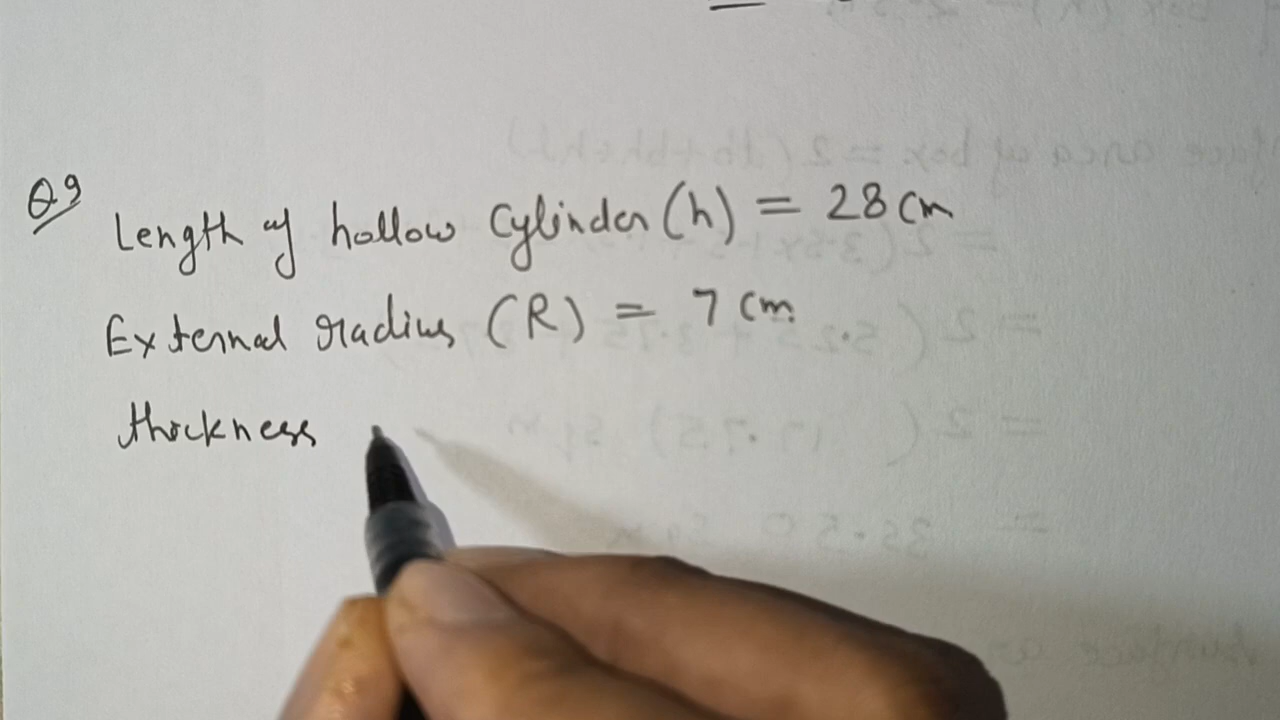 Q9
Length of hollow cylinder (h) = 28 cm
External radius (R) = 7 cm.
thickness